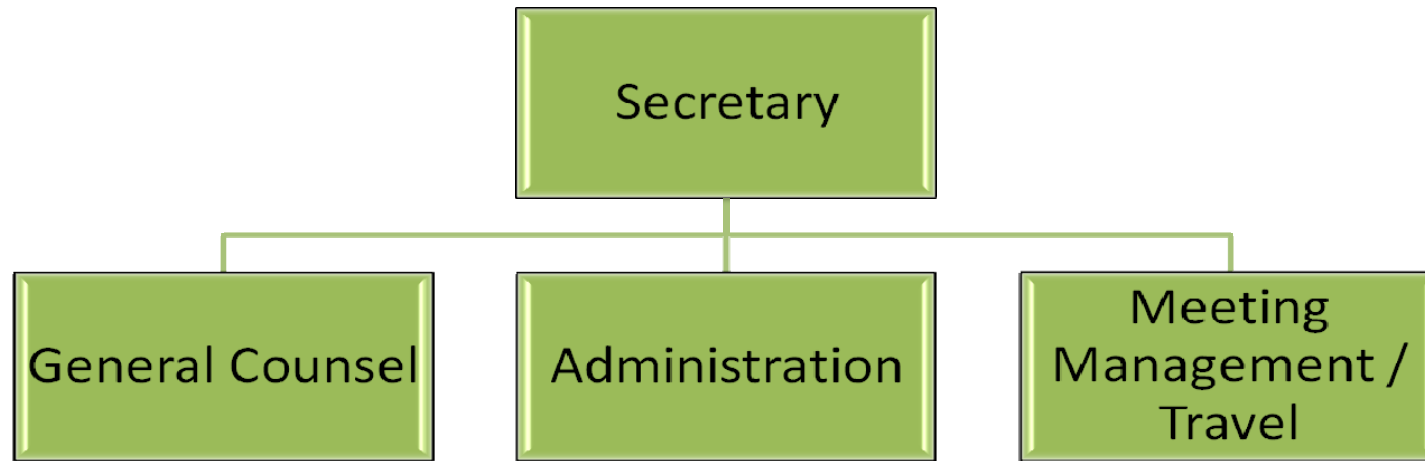 Secretary
General Counsel
Administration
Meeting
Management /
Travel